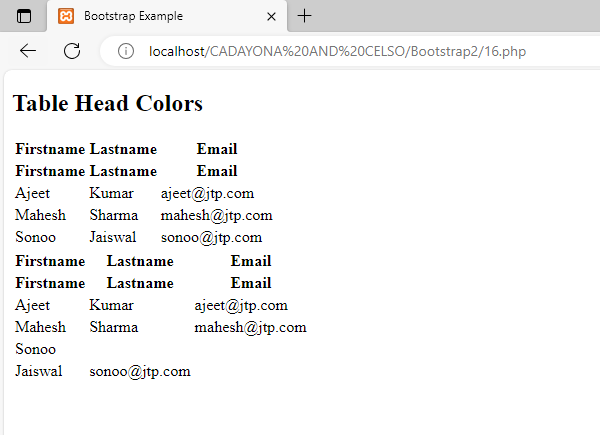 Bootstrap Example
localhost/CADAYONA%20AND%20CELSO/Bootstrap2/16.php
Table Head Colors
Firstname Lastname Email
Firstname Lastname Email
Ajeet Kumar ajeet@jtp.com
Mahesh Sharma mahesh@jtp.com
Sonoo Jaiswal sonoo@jtp.com
Firstname Lastname Email
Firstname Lastname Email
Ajeet Kumar ajeet@jtp.com
Mahesh Sharma mahesh@jtp.com
Sonoo
Jaiswal sonoo@jtp.com